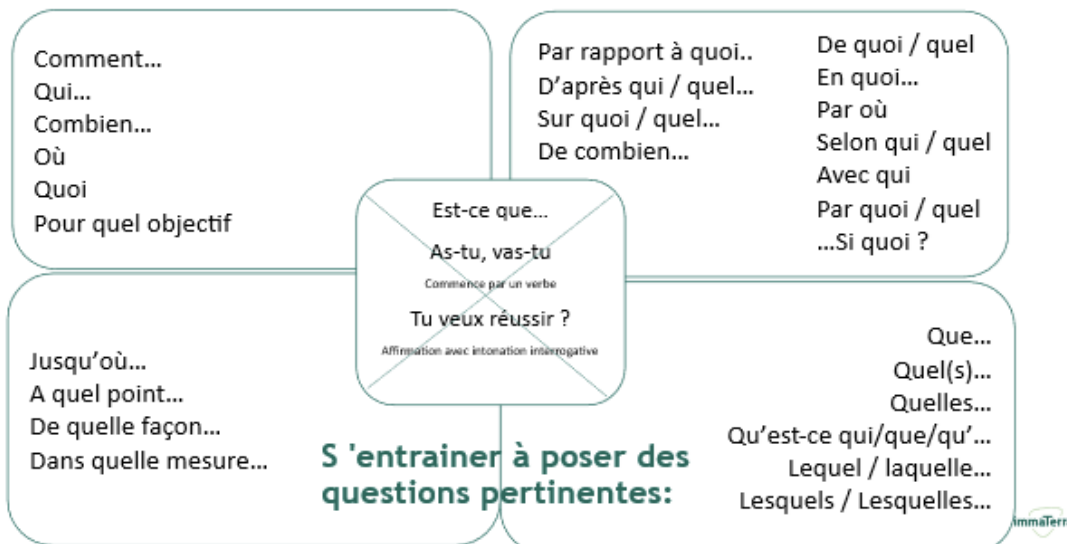 Comment...
Qui...
Combien...
Où
Quoi
Pour quel objectif
Par rapport à quoi..
D'après qui / quel...
Sur quoi / quel...
De combien...
De quoi / quel
En quoi...
Par où
Selon qui / quel
Avec qui
Par quoi / quel
...Si quoi ?
Est-ce que...
As-tu, vas-tu
Commence par un verbe
Tu veux réussir ?
Affirmation avec intonation interrogative
Jusqu'où...
A quel point...
De quelle façon...
Dans quelle mesure...
Que...
Quel(s)...
Quelles...
Qu'est-ce qui/que/qu'...
Lequel / laquelle...
Lesquels / Lesquelles...
S 'entrainer à poser des
questions pertinentes:
immaTerra